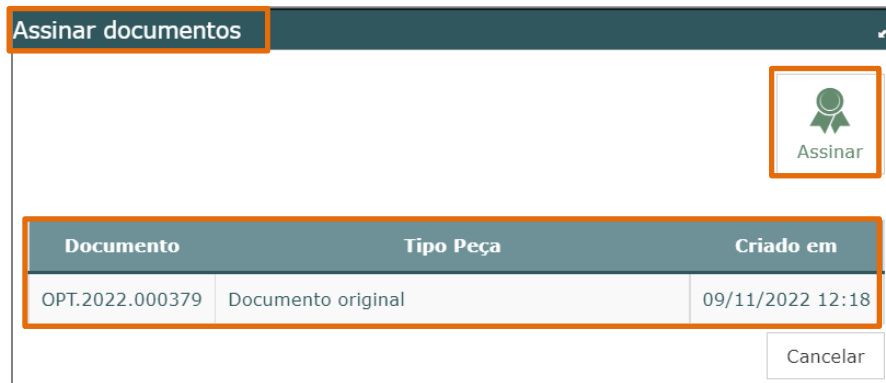 Assinar documentos
Assinar
Documento Tipo Peça Criado em
OPT.2022.000379 Documento original 09/11/2022 12:18
Cancelar